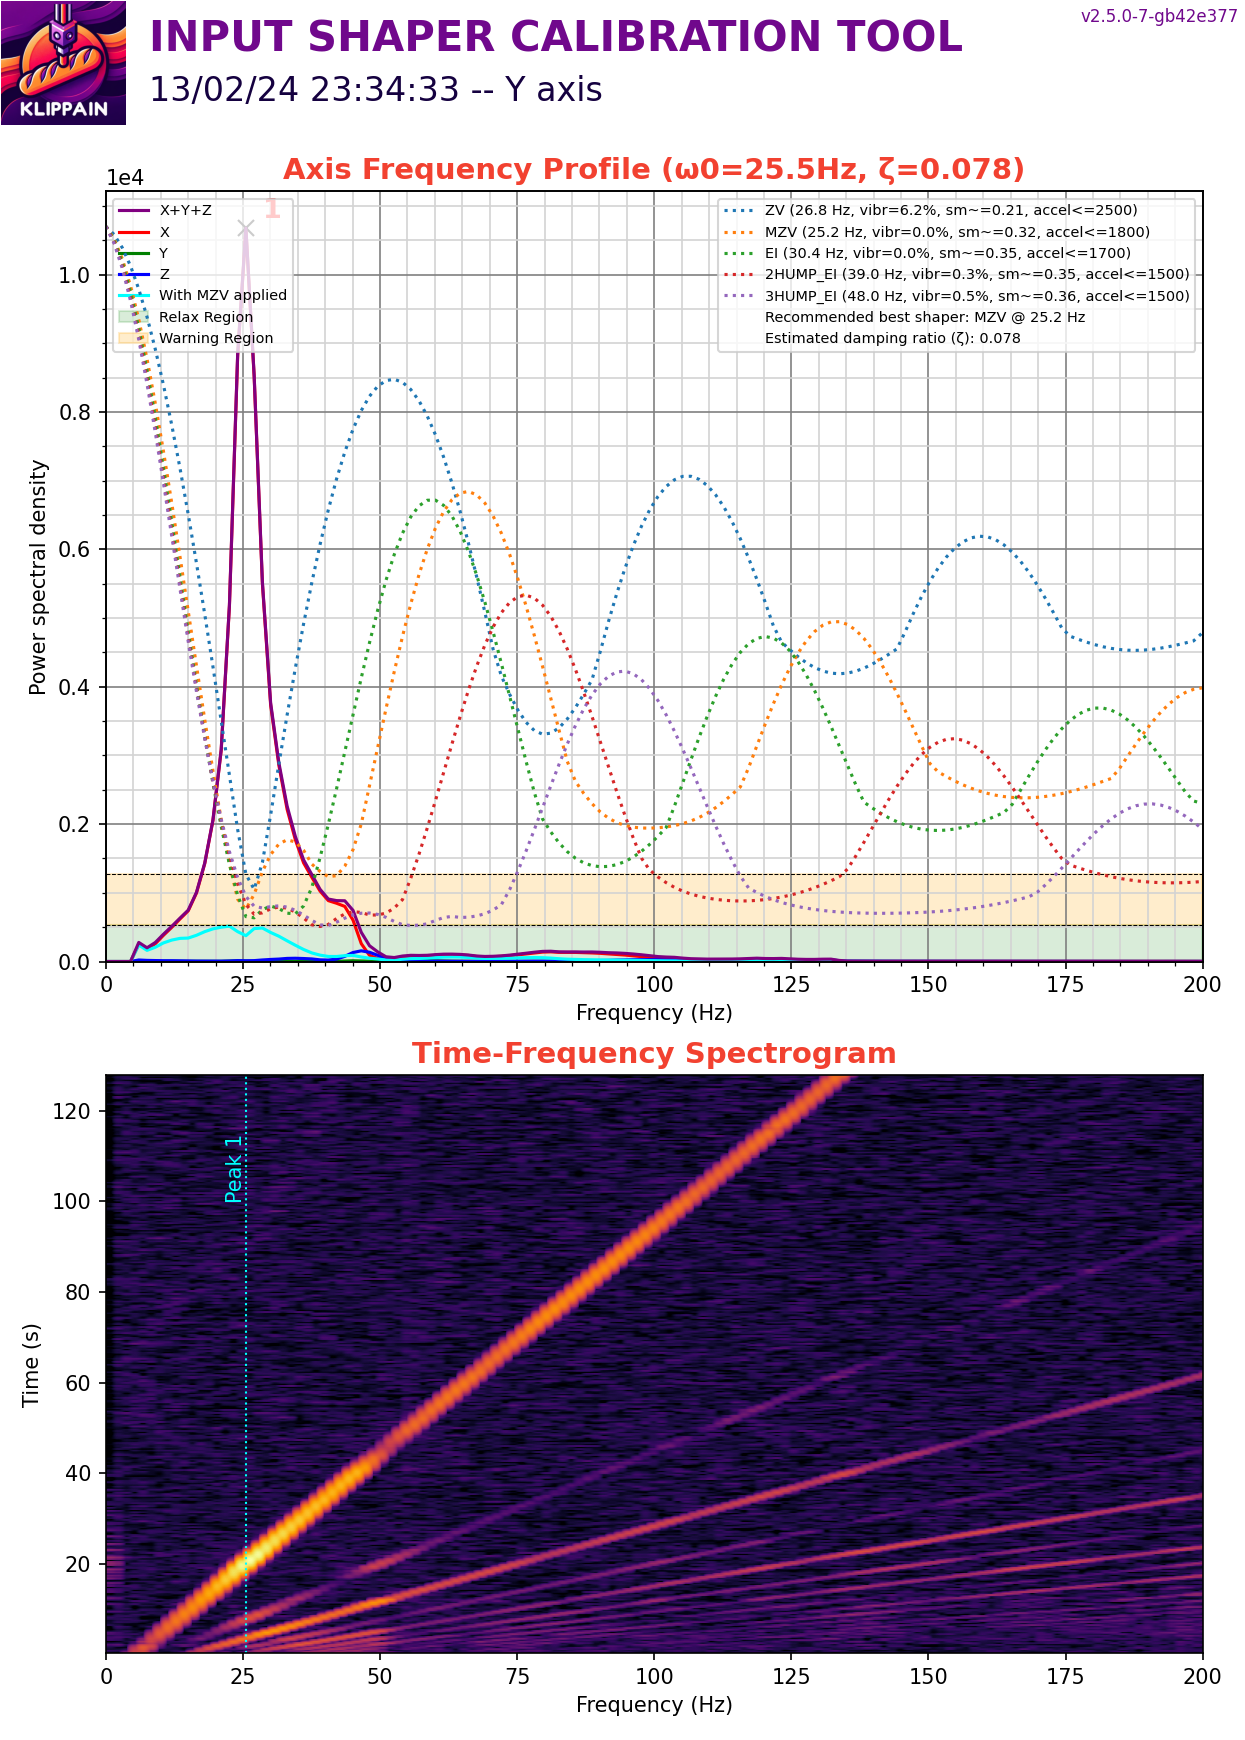 KLIPPAIN
INPUT SHAPER CALIBRATION TOOL
v2.5.0-7-gb42e377
13/02/24 23:34:33 -- Y axis
Axis Frequency Profile (ω0=25.5Hz, ζ=0.078)
1e4
1
X+Y+Z
X
Y
Z
With MZV applied
Relax Region
Warning Region
ZV (26.8 Hz, vibr=6.2%, sm~=0.21, accel<=2500)
MZV (25.2 Hz, vibr=0.0%, sm~=0.32, accel<=1800)
EI (30.4 Hz, vibr=0.0%, sm~=0.35, accel<=1700)
2HUMP_EI (39.0 Hz, vibr=0.3%, sm~=0.35, accel<=1500)
3HUMP_EI (48.0 Hz, vibr=0.5%, sm~=0.36, accel<=1500)
Recommended best shaper: MZV @ 25.2 Hz
Estimated damping ratio (ζ): 0.078
Power spectral density
1.0
0.8
0.6
0.4
0.2
0.0
0 25 50 75 100 125 150 175 200
Frequency (Hz)
Time-Frequency Spectrogram
Time (s)
120
100
80
60
40
20
Peak 1
0 25 50 75 100 125 150 175 200
Frequency (Hz)